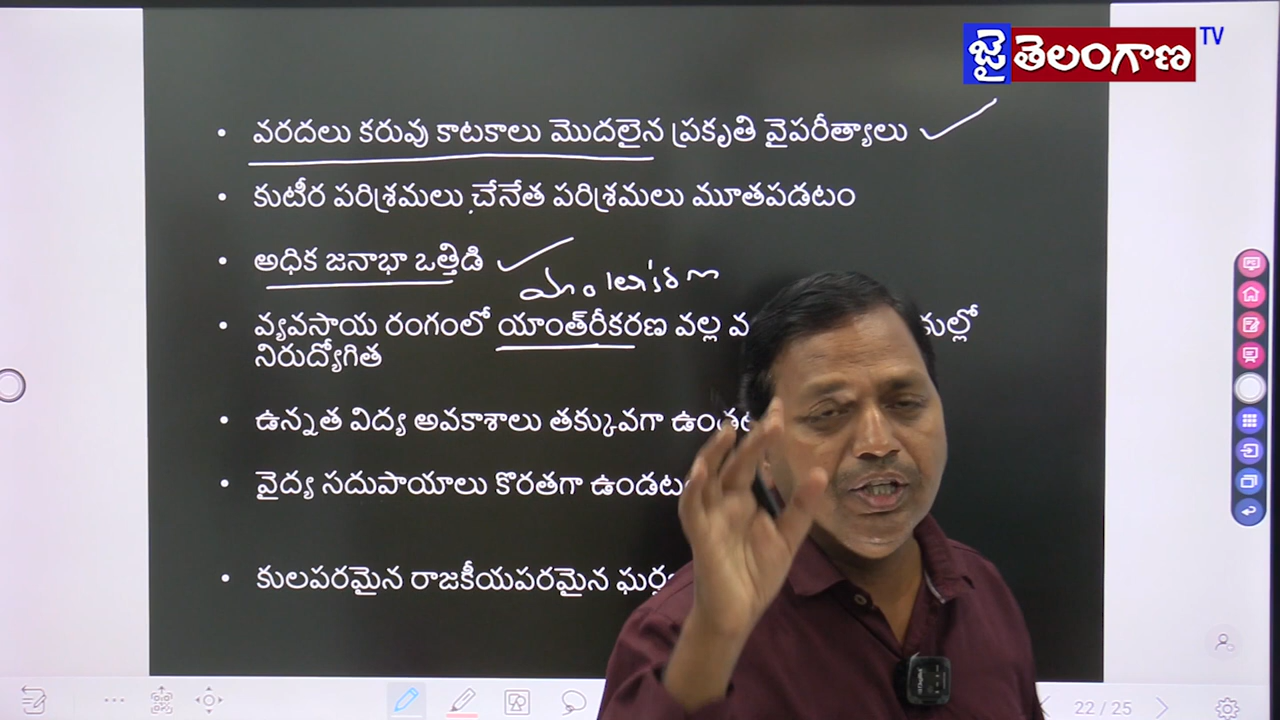 జై తెలంగాణ TV
• వరదలు కరువు కాటకాలు మొదలైన ప్రకృతి వైపరీత్యాలు
• కుటీర పరిశ్రమలు,చేనేత పరిశ్రమలు మూతపడటం
• అధిక జనాభా ఒత్తిడి
• వ్యవసాయ రంగంలో యాంత్రీకరణ వల్ల
నిరుద్యోగిత
• ఉన్నత విద్య అవకాశాలు తక్కువగా
• వైద్య సదుపాయాలు కొరతగా
• కులపరమైన రాజకీయపరమైన
22 / 25